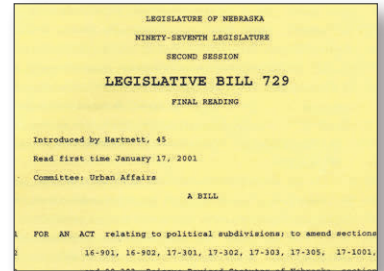 LEGISLATURE OF NEBRASKA
NINETY-SEVENTH LEGISLATURE
SECOND SESSION
LEGISLATIVE BILL 729
FINAL READING
Introduced by Hartnett, 45
Read first time January 17, 2001
Committee: Urban Affairs
A BILL
1 FOR AN ACT relating to political subdivisions; to amend sections
2 16-901, 16-902, 17-301, 17-302, 17-303, 17-305, 17-1001,